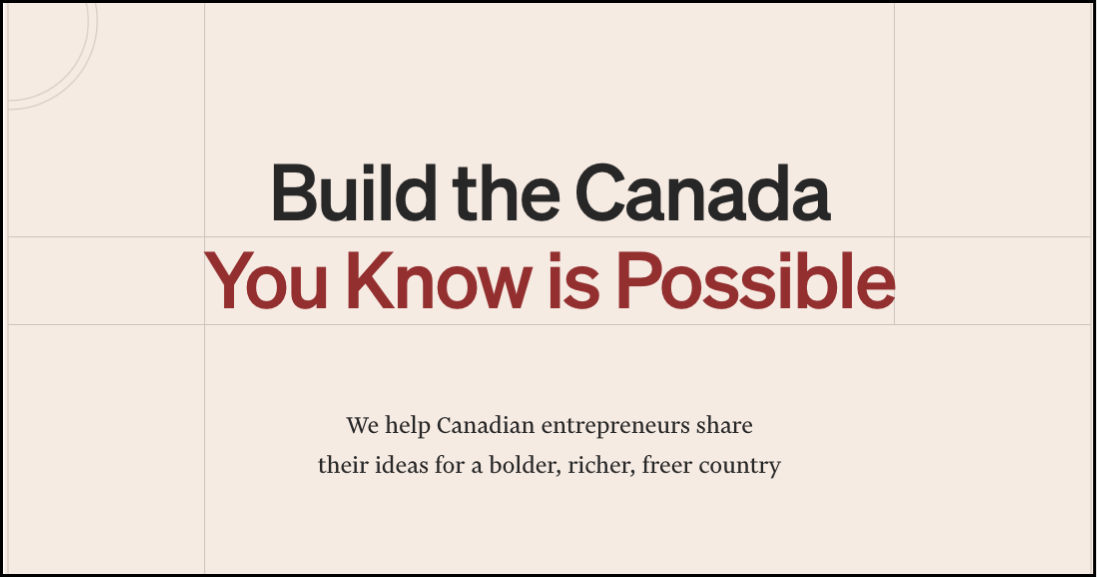 Build the Canada
You Know is Possible
We help Canadian entrepreneurs share
their ideas for a bolder, richer, freer country